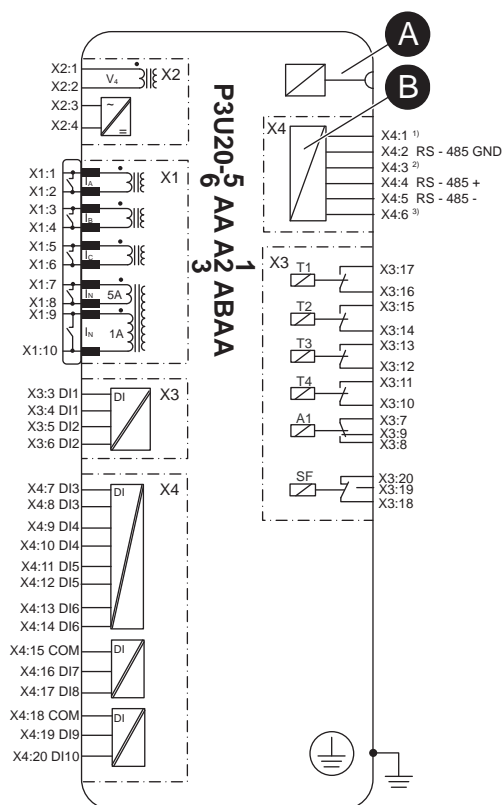 A
B
X2:1
X2:2
X2:3
X2:4
V4
X2
~
=
P3U20-5 AA A2 ABAA
6
1
3
X4
X4:1 1)
X4:2 RS - 485 GND
X4:3 2)
X4:4 RS - 485 +
X4:5 RS - 485 -
X4:6 3)
X1:1
X1:2
X1:3
X1:4
X1:5
X1:6
X1:7
X1:8
X1:9
X1:10
IA
IB
IC
IN 5A
IN 1A
X1
X3
T1
X3:17
X3:16
T2
X3:15
X3:14
T3
X3:13
X3:12
T4
X3:11
X3:10
A1
X3:7
X3:9
X3:8
SF
X3:20
X3:19
X3:18
X3:3 DI1
X3:4 DI1
X3:5 DI2
X3:6 DI2
DI
X3
X4:7 DI3
X4:8 DI3
X4:9 DI4
X4:10 DI4
X4:11 DI5
X4:12 DI5
X4:13 DI6
X4:14 DI6
DI
X4
X4:15 COM
X4:16 DI7
X4:17 DI8
DI
X4:18 COM
X4:19 DI9
X4:20 DI10
DI